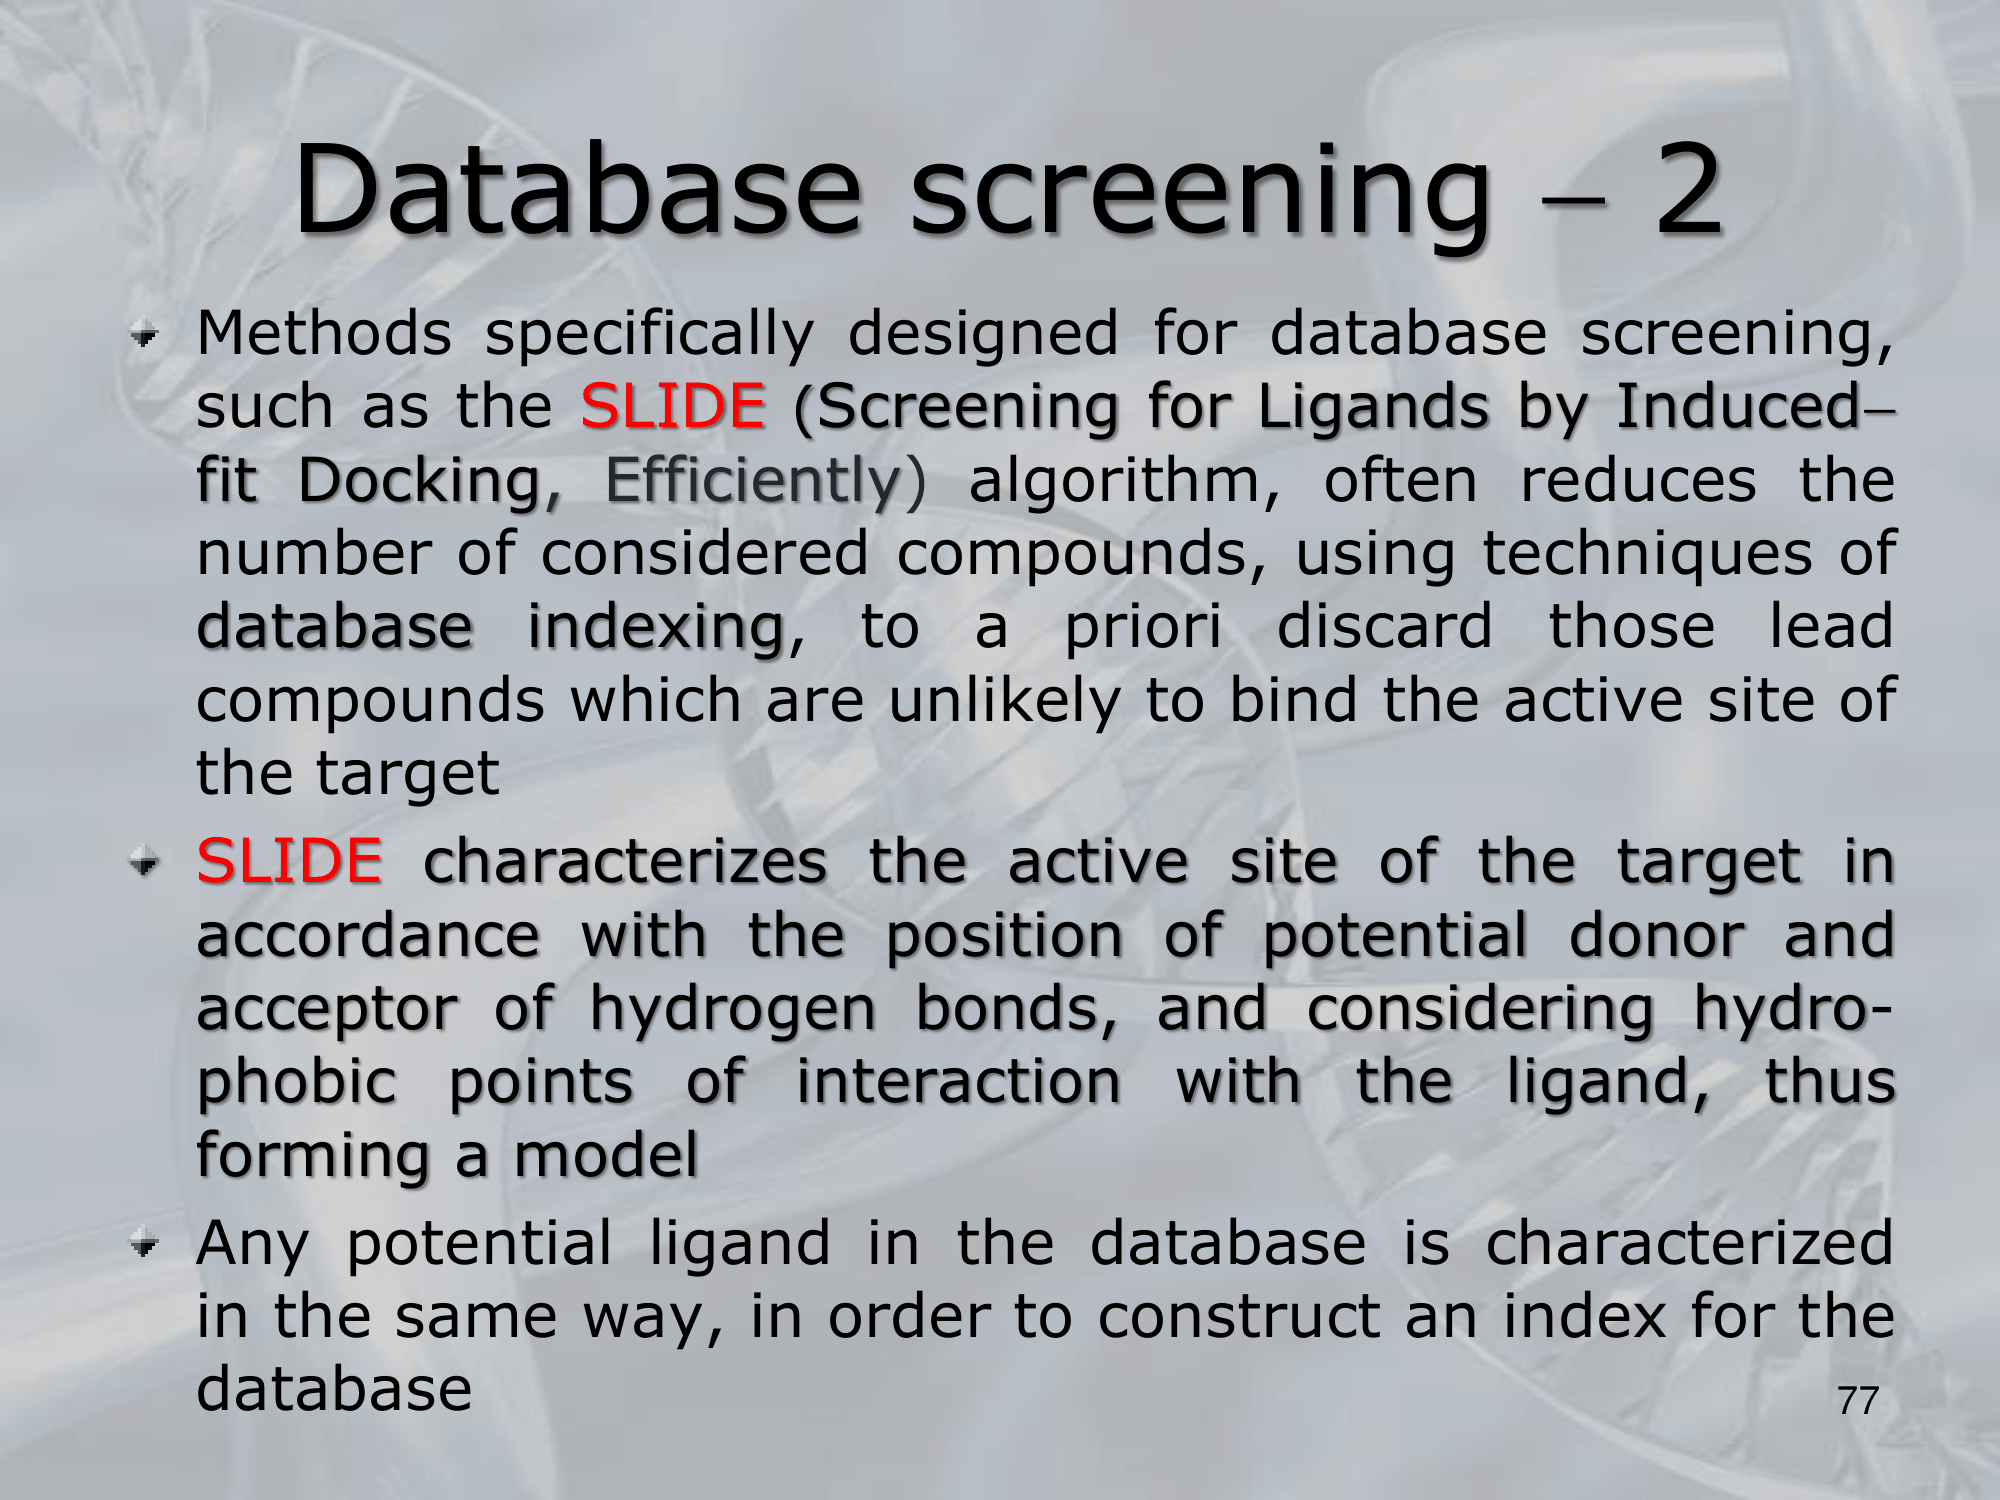 Database screening – 2
Methods specifically designed for database screening,
such as the SLIDE (Screening for Ligands by Induced–
fit Docking, Efficiently) algorithm, often reduces the
number of considered compounds, using techniques of
database indexing, to a priori discard those lead
compounds which are unlikely to bind the active site of
the target
SLIDE characterizes the active site of the target in
accordance with the position of potential donor and
acceptor of hydrogen bonds, and considering hydro-
phobic points of interaction with the ligand, thus
forming a model
Any potential ligand in the database is characterized
in the same way, in order to construct an index for the
database
77